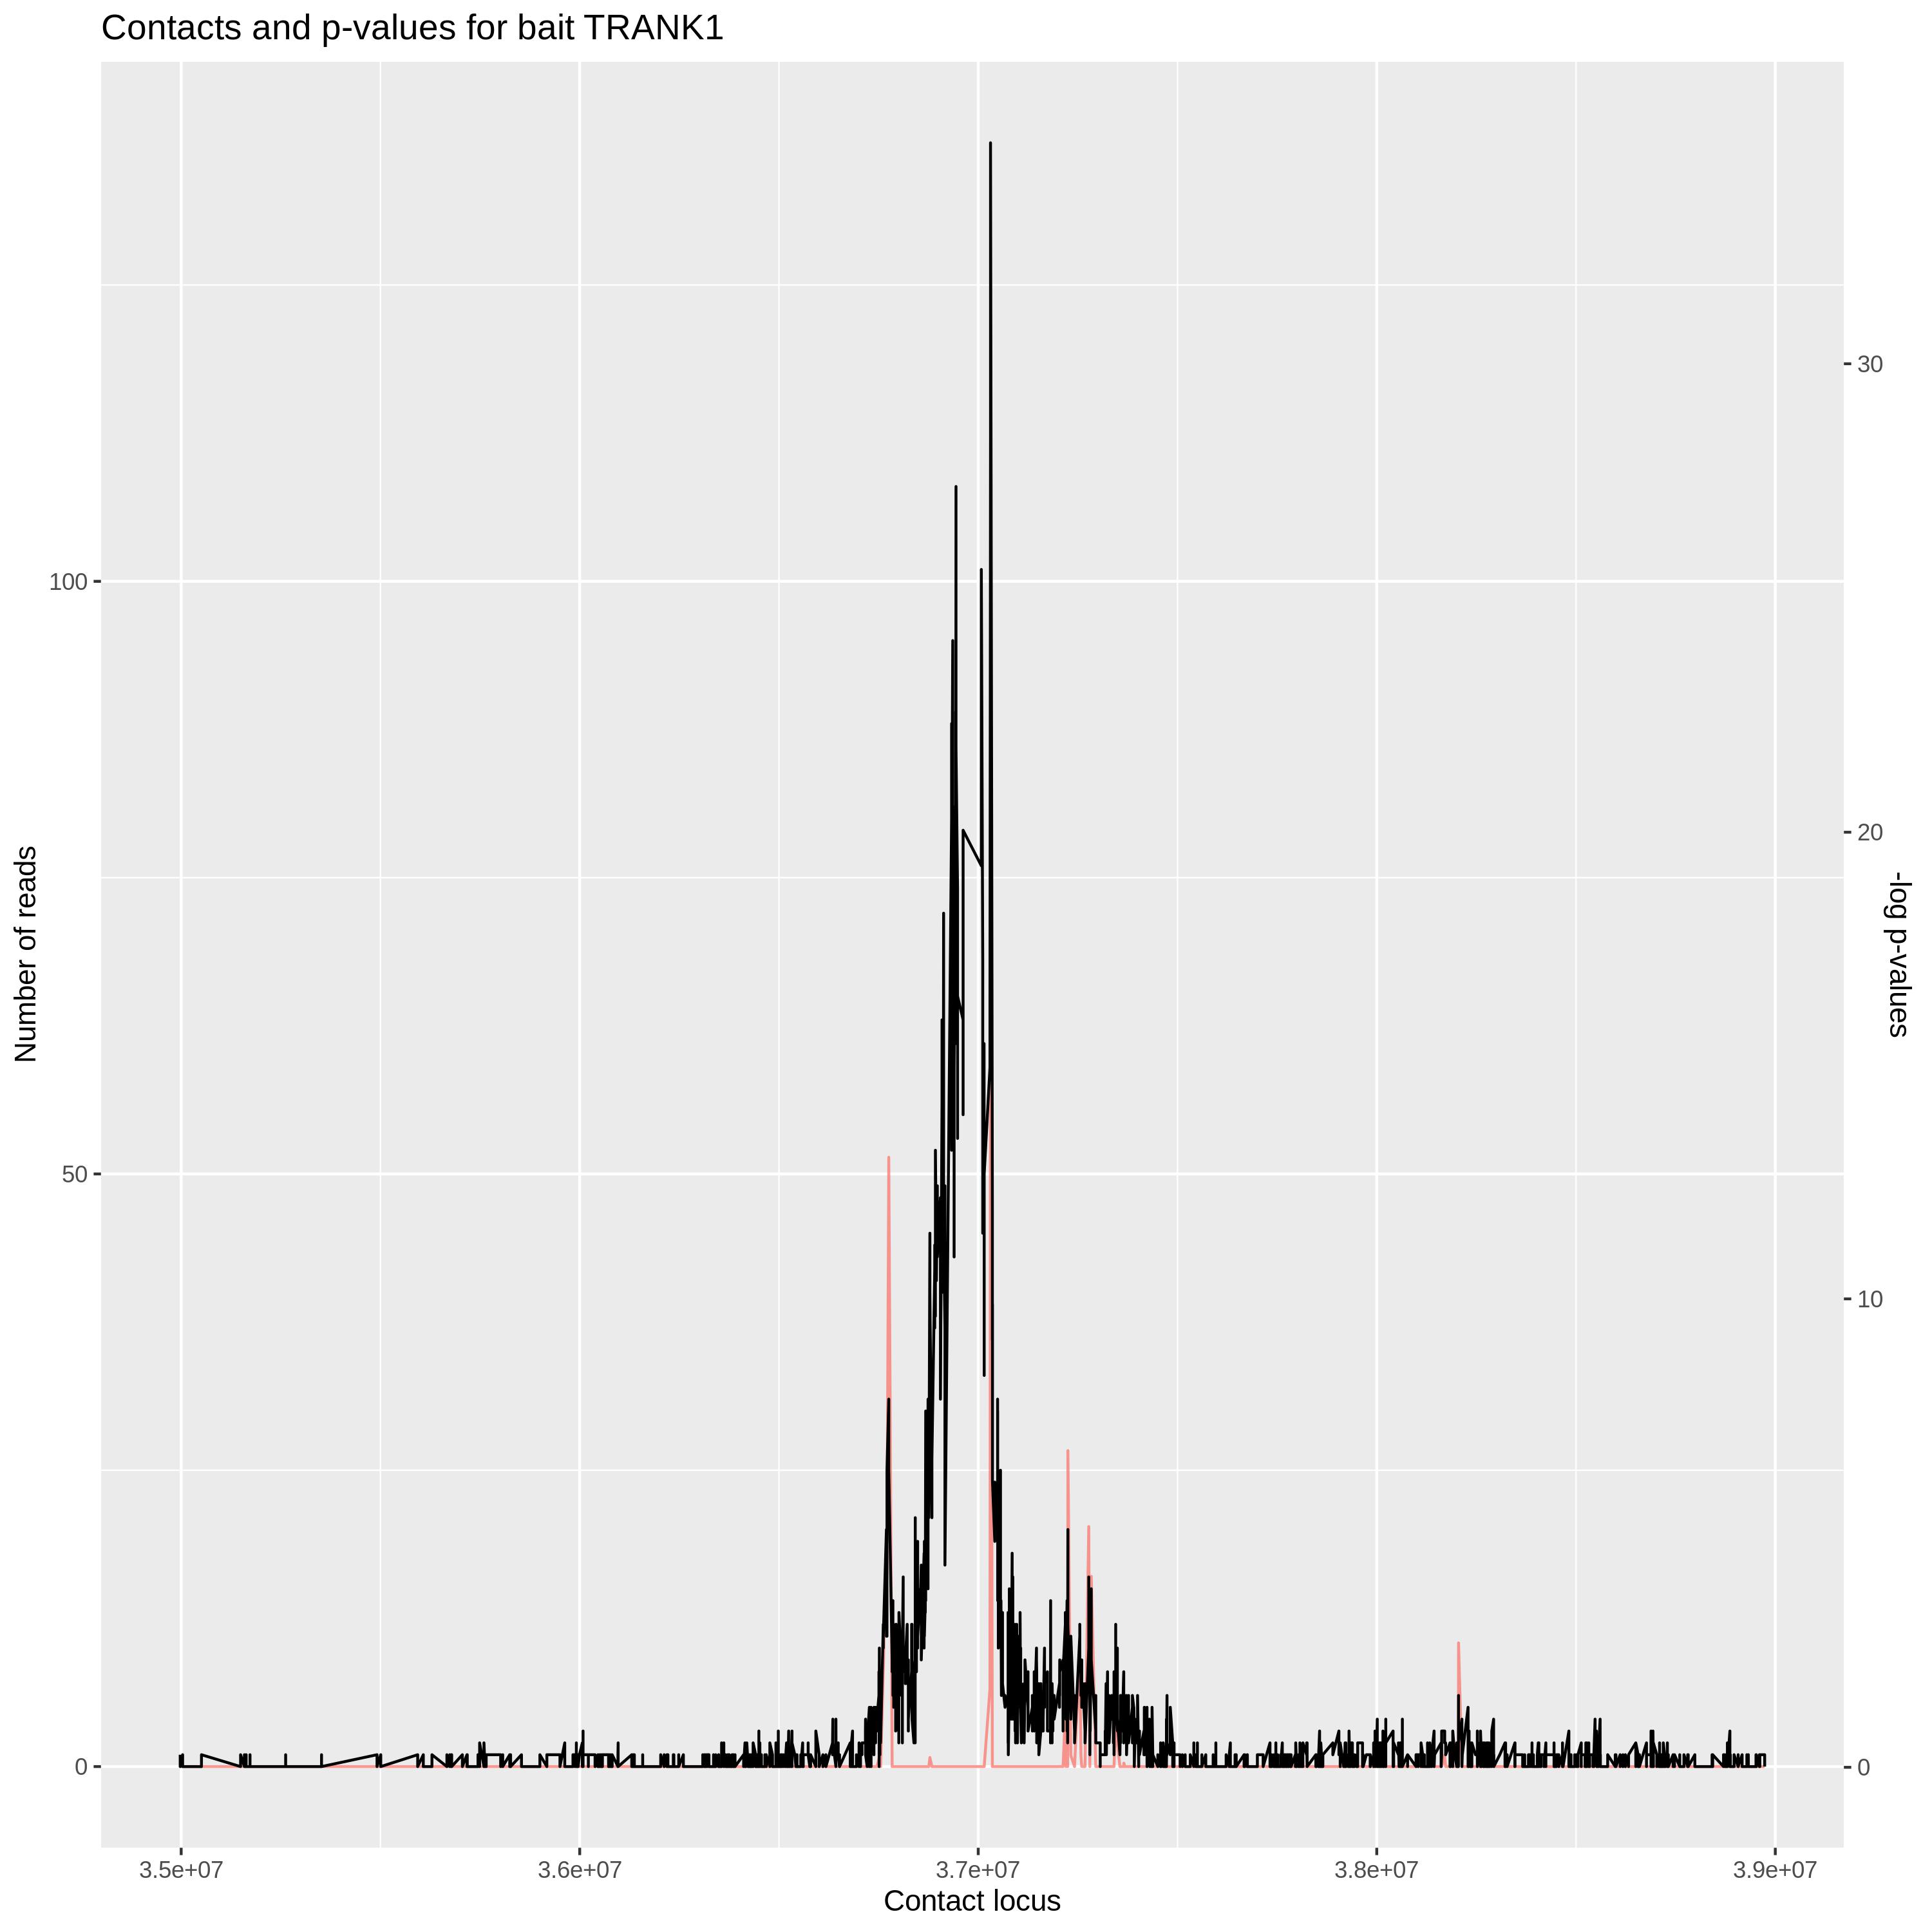 Contacts and p-values for bait TRANK1
Number of reads
100
50
0
30
20
10
0
-log p-values
3.5e+07
3.6e+07
3.7e+07
3.8e+07
3.9e+07
Contact locus